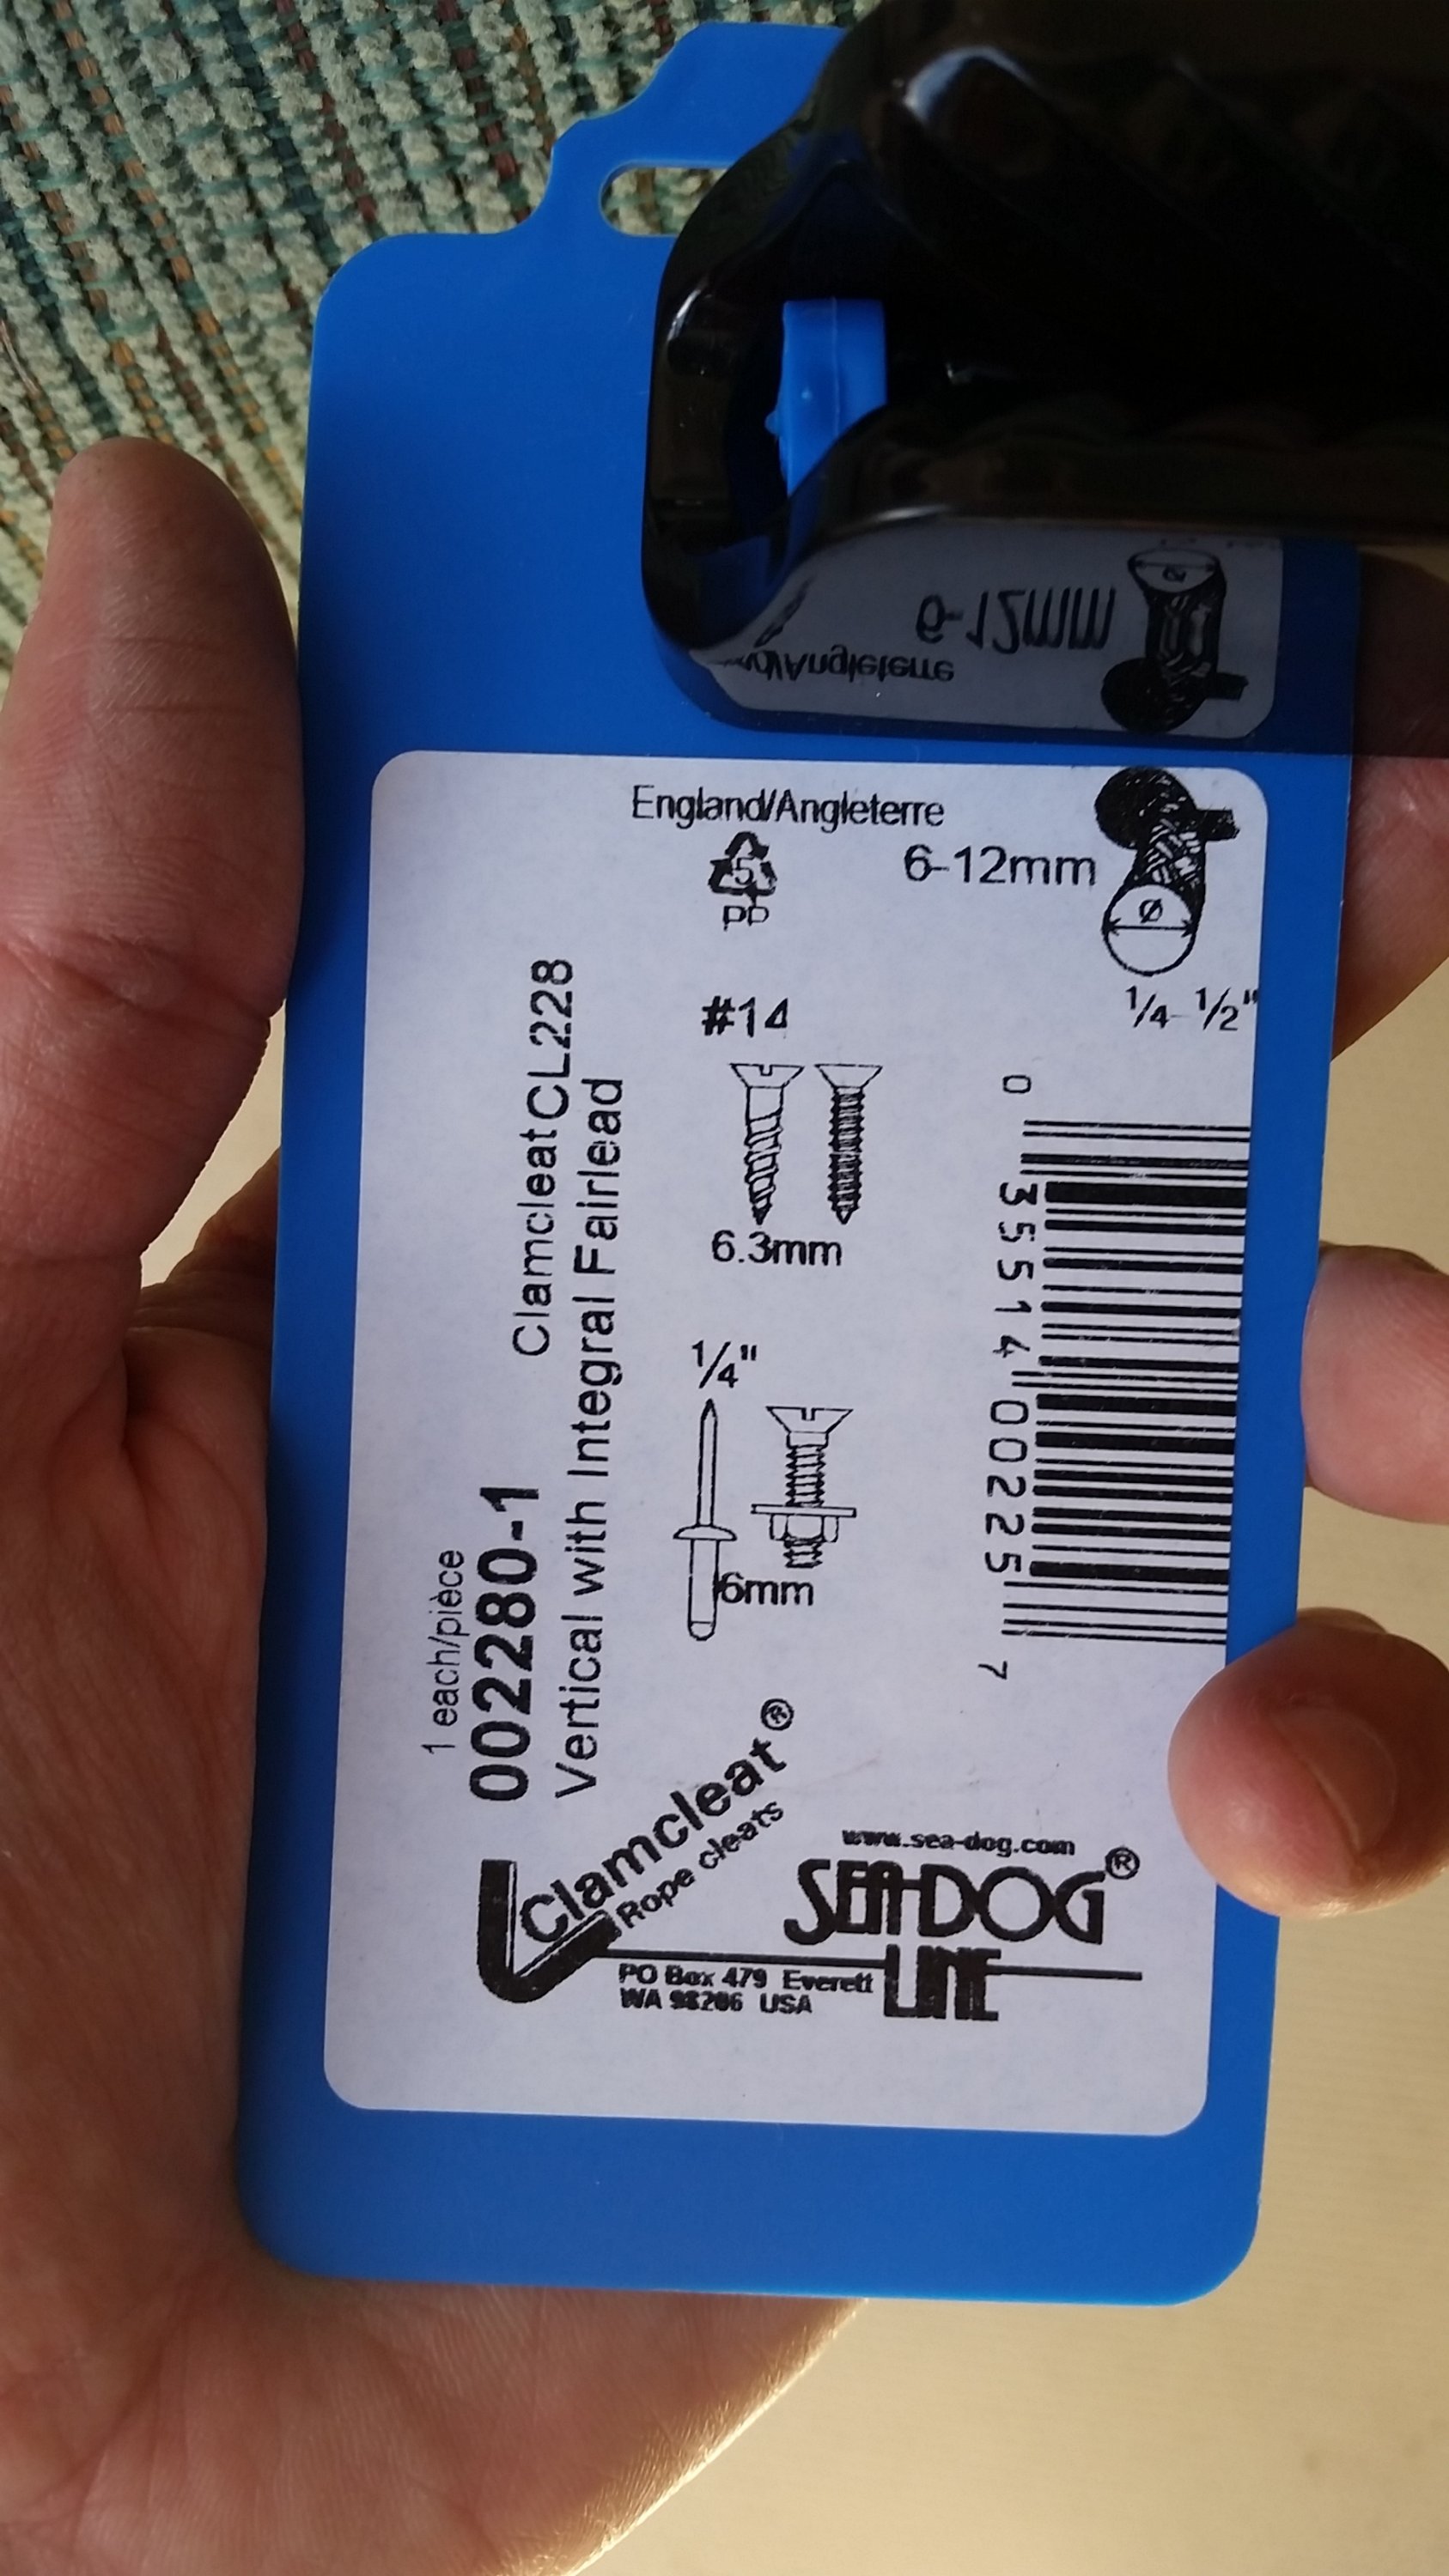 1 each/pièce
002280-1 Clamcleat CL228
Vertical with Integral Fairlead
England/Angleterre
5
PP
6-12mm
Ø
1/4 - 1/2"
#14
6.3mm
1/4"
6mm
0 35514 00225 7
Clamcleat®
Rope cleats
www.sea-dog.com
SEA-DOG®
LINE
PO Box 479 Everett
WA 98206 USA
6-12mm
Ø
/Angleterre